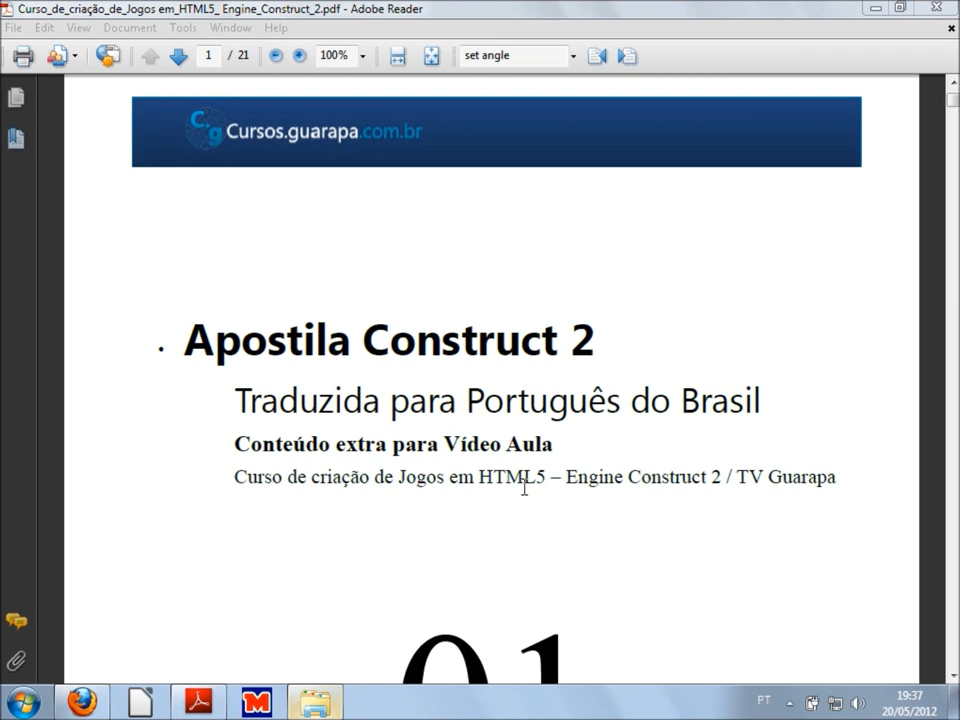 Curso_de_criação_de_Jogos em_HTML5_ Engine_Construct_2.pdf - Adobe Reader
File Edit View Document Tools Window Help
1 / 21 100% set angle
C.g Cursos.guarapa.com.br
• Apostila Construct 2
Traduzida para Português do Brasil
Conteúdo extra para Vídeo Aula
Curso de criação de Jogos em HTML5 – Engine Construct 2 / TV Guarapa
01
PT
19:37
20/05/2012